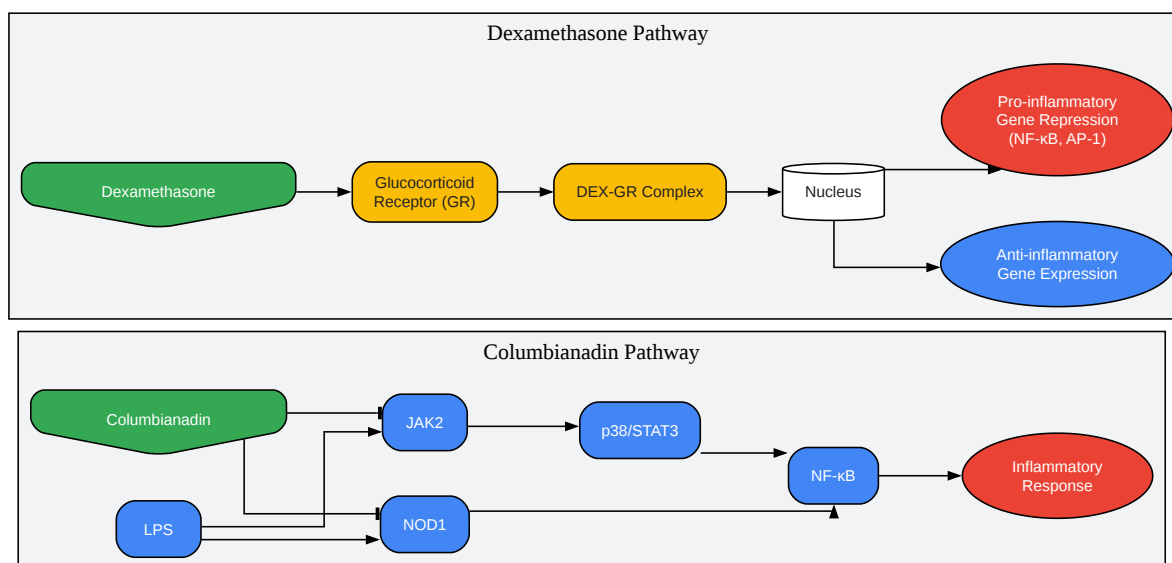 Dexamethasone Pathway
Pro-inflammatory
Gene Repression
(NF-κB, AP-1)
Dexamethasone
Glucocorticoid
Receptor (GR)
DEX-GR Complex
Nucleus
Anti-inflammatory
Gene Expression
Columbianadin Pathway
Columbianadin
JAK2
p38/STAT3
NF-κB
Inflammatory
Response
LPS
NOD1